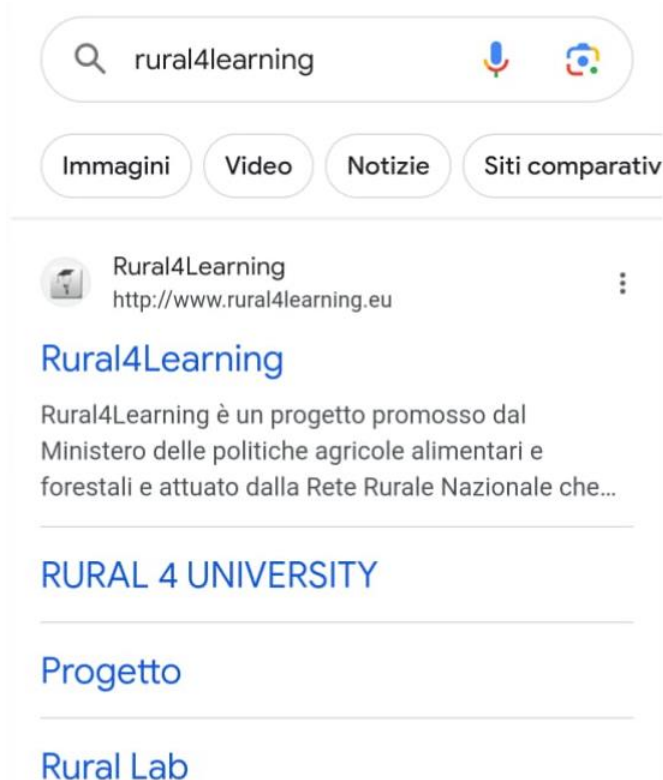 rural4learning
Immagini Video Notizie Siti comparativ
Rural4Learning
http://www.rural4learning.eu
Rural4Learning
Rural4Learning è un progetto promosso dal
Ministero delle politiche agricole alimentari e
forestali e attuato dalla Rete Rurale Nazionale che...
RURAL 4 UNIVERSITY
Progetto
Rural Lab